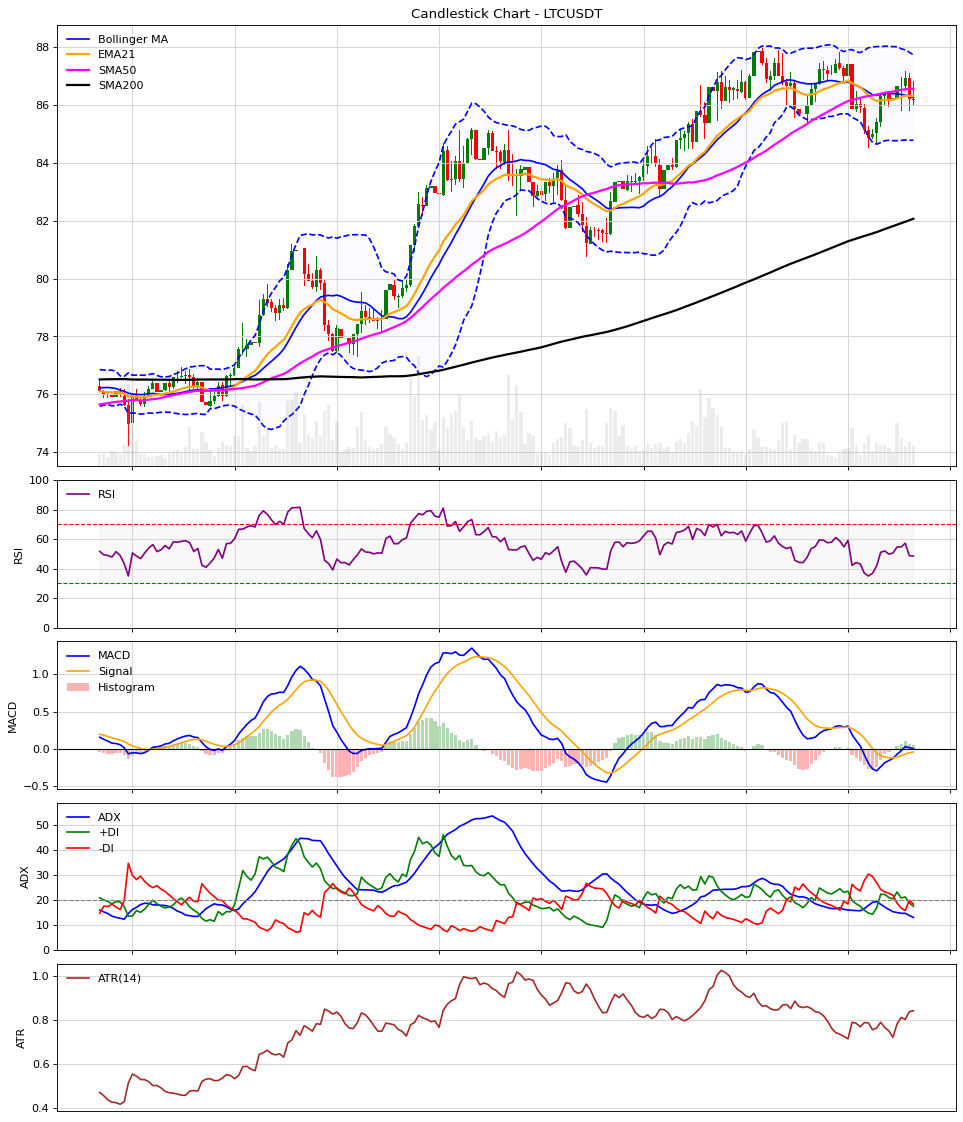 Candlestick Chart - LTCUSDT
Bollinger MA
EMA21
SMA50
SMA200
88
86
84
82
80
78
76
74
RSI
RSI
100
80
60
40
20
0
MACD
Signal
Histogram
MACD
1.0
0.5
0.0
−0.5
ADX
+DI
-DI
ADX
50
40
30
20
10
0
ATR(14)
ATR
1.0
0.8
0.6
0.4